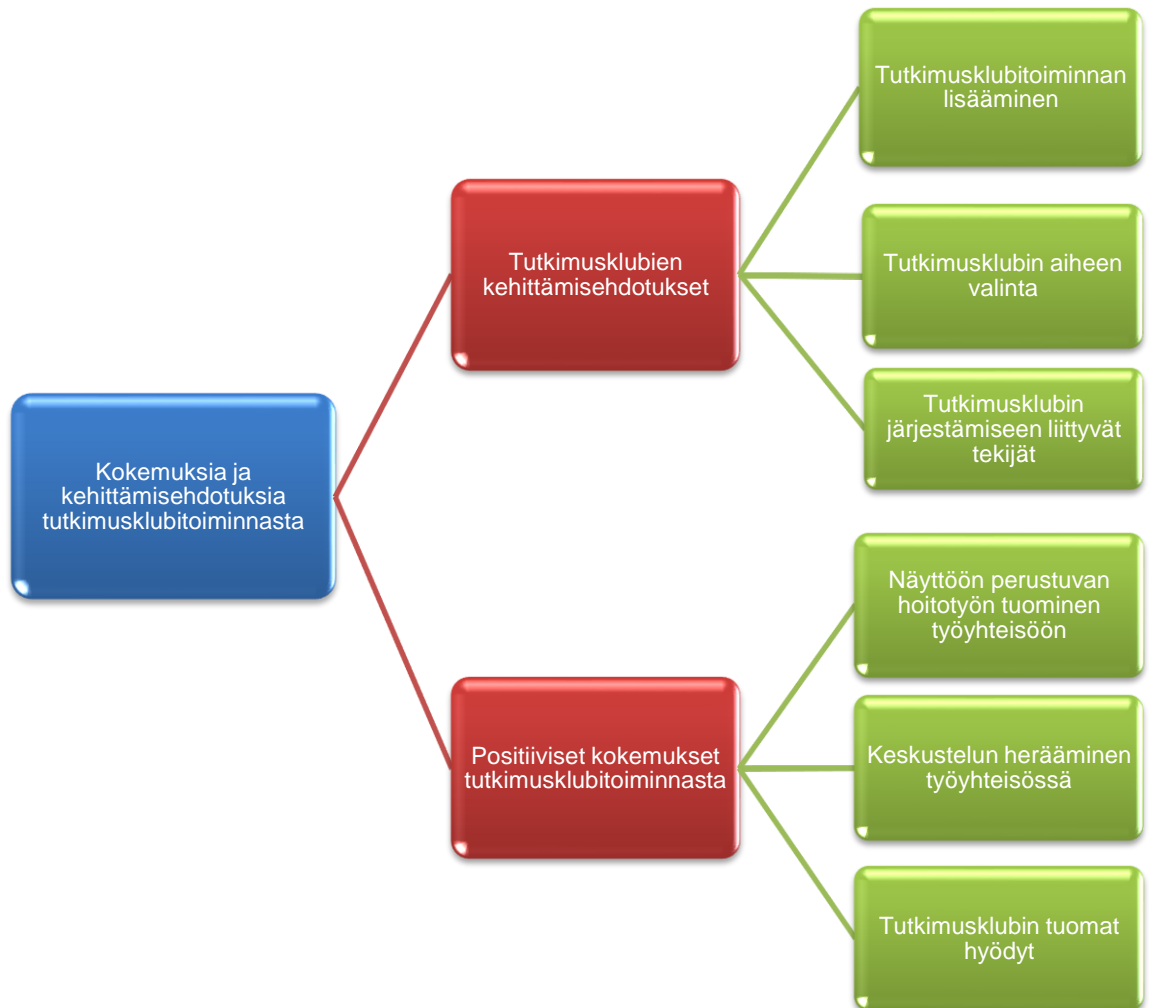 Kokemuksia ja
kehittämisehdotuksia
tutkimusklubitoiminnasta
Tutkimusklubien
kehittämisehdotukset
Tutkimusklubitoiminnan
lisääminen
Tutkimusklubin aiheen
valinta
Tutkimusklubin
järjestämiseen liittyvät
tekijät
Positiiviset kokemukset
tutkimusklubitoiminnasta
Näyttöön perustuvan
hoitotyön tuominen
työyhteisöön
Keskustelun herääminen
työyhteisössä
Tutkimusklubin tuomat
hyödyt